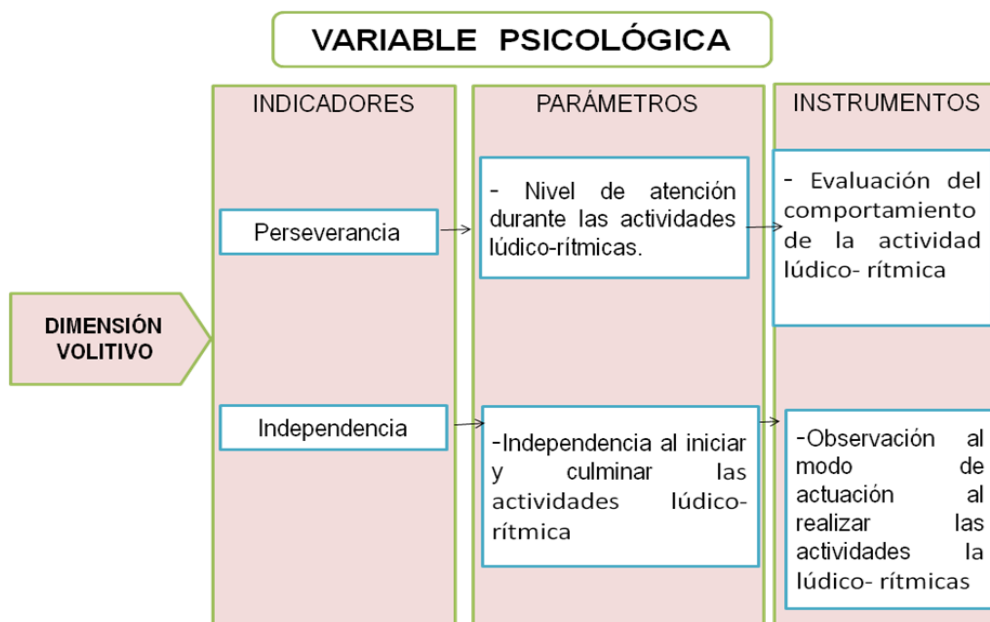 VARIABLE PSICOLÓGICA
INDICADORES
PARÁMETROS
INSTRUMENTOS
DIMENSIÓN
VOLITIVO
Perseverancia
- Nivel de atención
durante las actividades
lúdico-rítmicas.
- Evaluación del
comportamiento
de la actividad
lúdico- rítmica
Independencia
-Independencia al iniciar
y culminar las
actividades lúdico-
rítmica
-Observación al
modo de
actuación al
realizar las
actividades la
lúdico- rítmicas